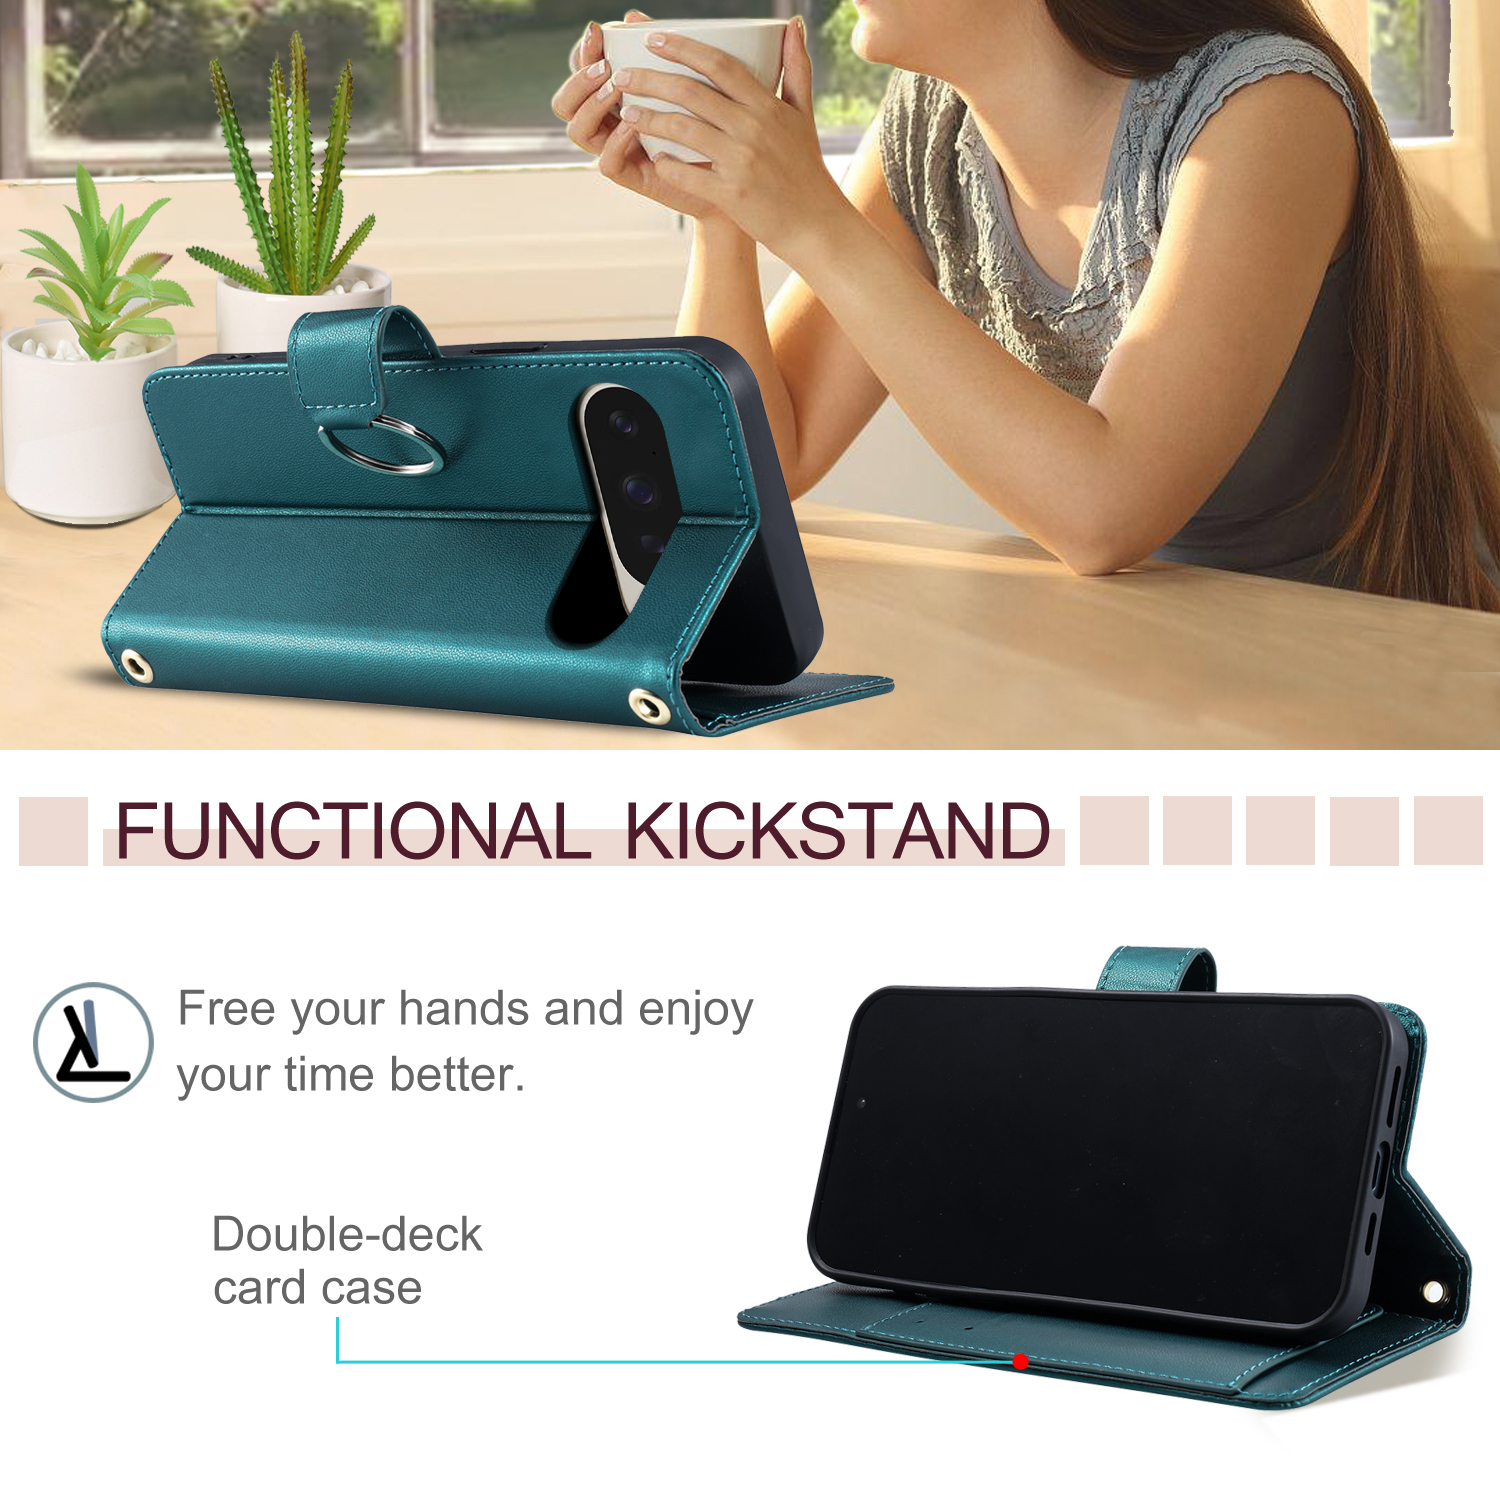 FUNCTIONAL KICKSTAND
Free your hands and enjoy
your time better.
Double-deck
card case